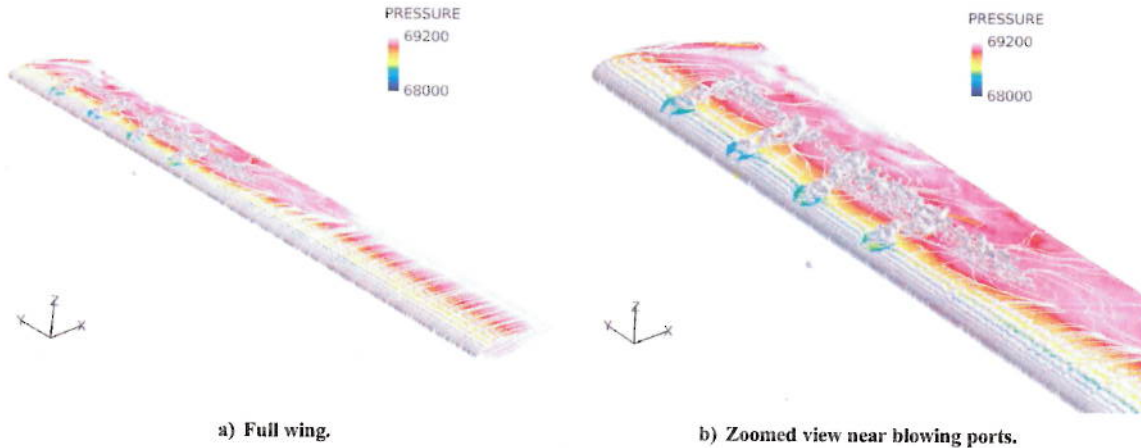 PRESSURE
69200
68000
Z
Y
X
a) Full wing.
PRESSURE
69200
68000
Z
Y
X
b) Zoomed view near blowing ports.